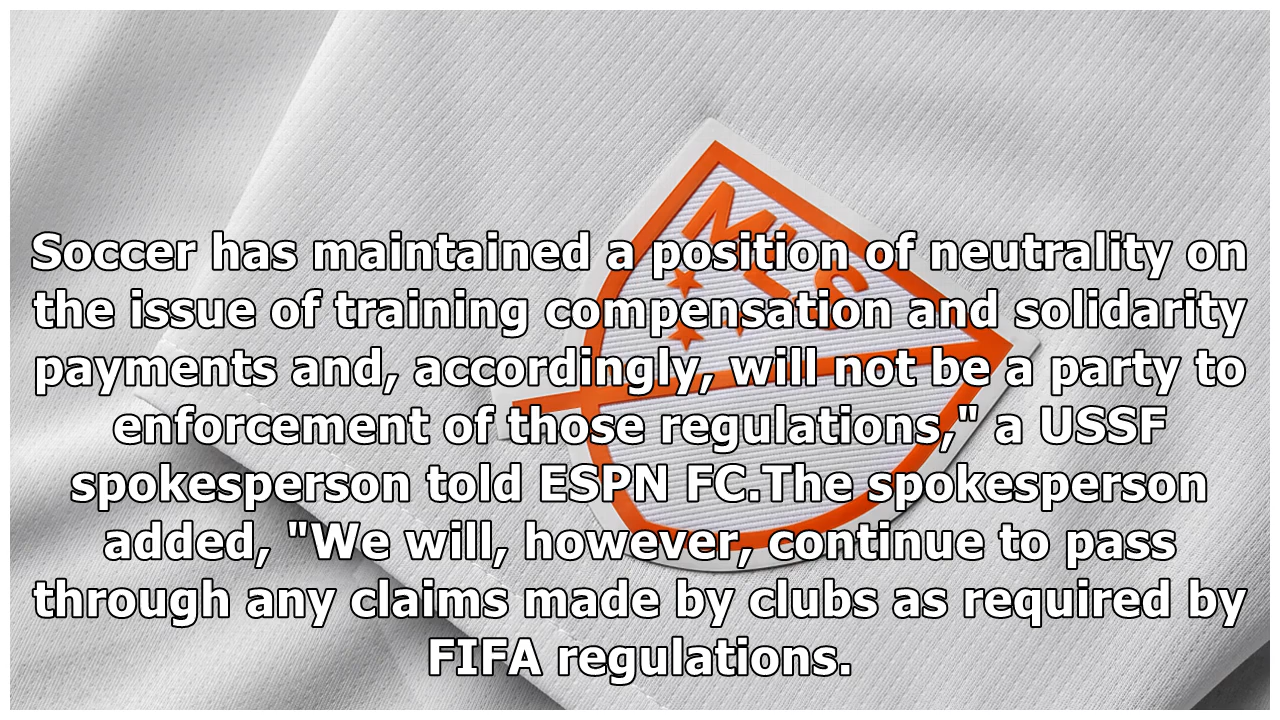 MLS
Soccer has maintained a position of neutrality on
the issue of training compensation and solidarity
payments and, accordingly, will not be a party to
enforcement of those regulations," a USSF
spokesperson told ESPN FC.The spokesperson
added, "We will, however, continue to pass
through any claims made by clubs as required by
FIFA regulations.